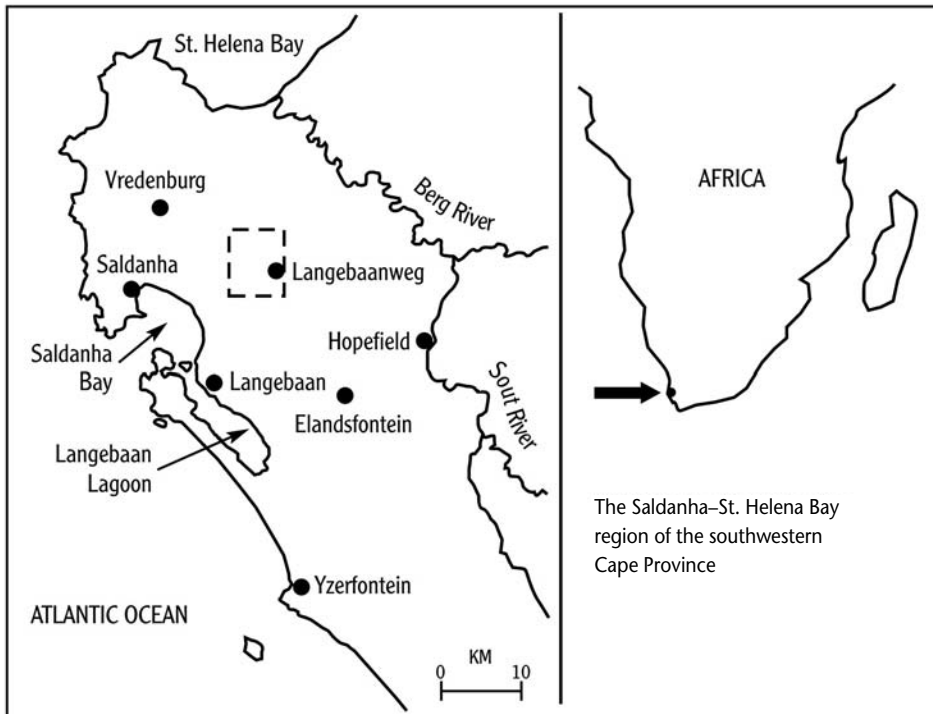 St. Helena Bay
Vredenburg
Berg River
Saldanha
Langebaanweg
Saldanha
Bay
Hopefield
Langebaan
Elandsfontein
Sout River
Langebaan
Lagoon
Yzerfontein
ATLANTIC OCEAN
KM
0 10
AFRICA
The Saldanha–St. Helena Bay
region of the southwestern
Cape Province